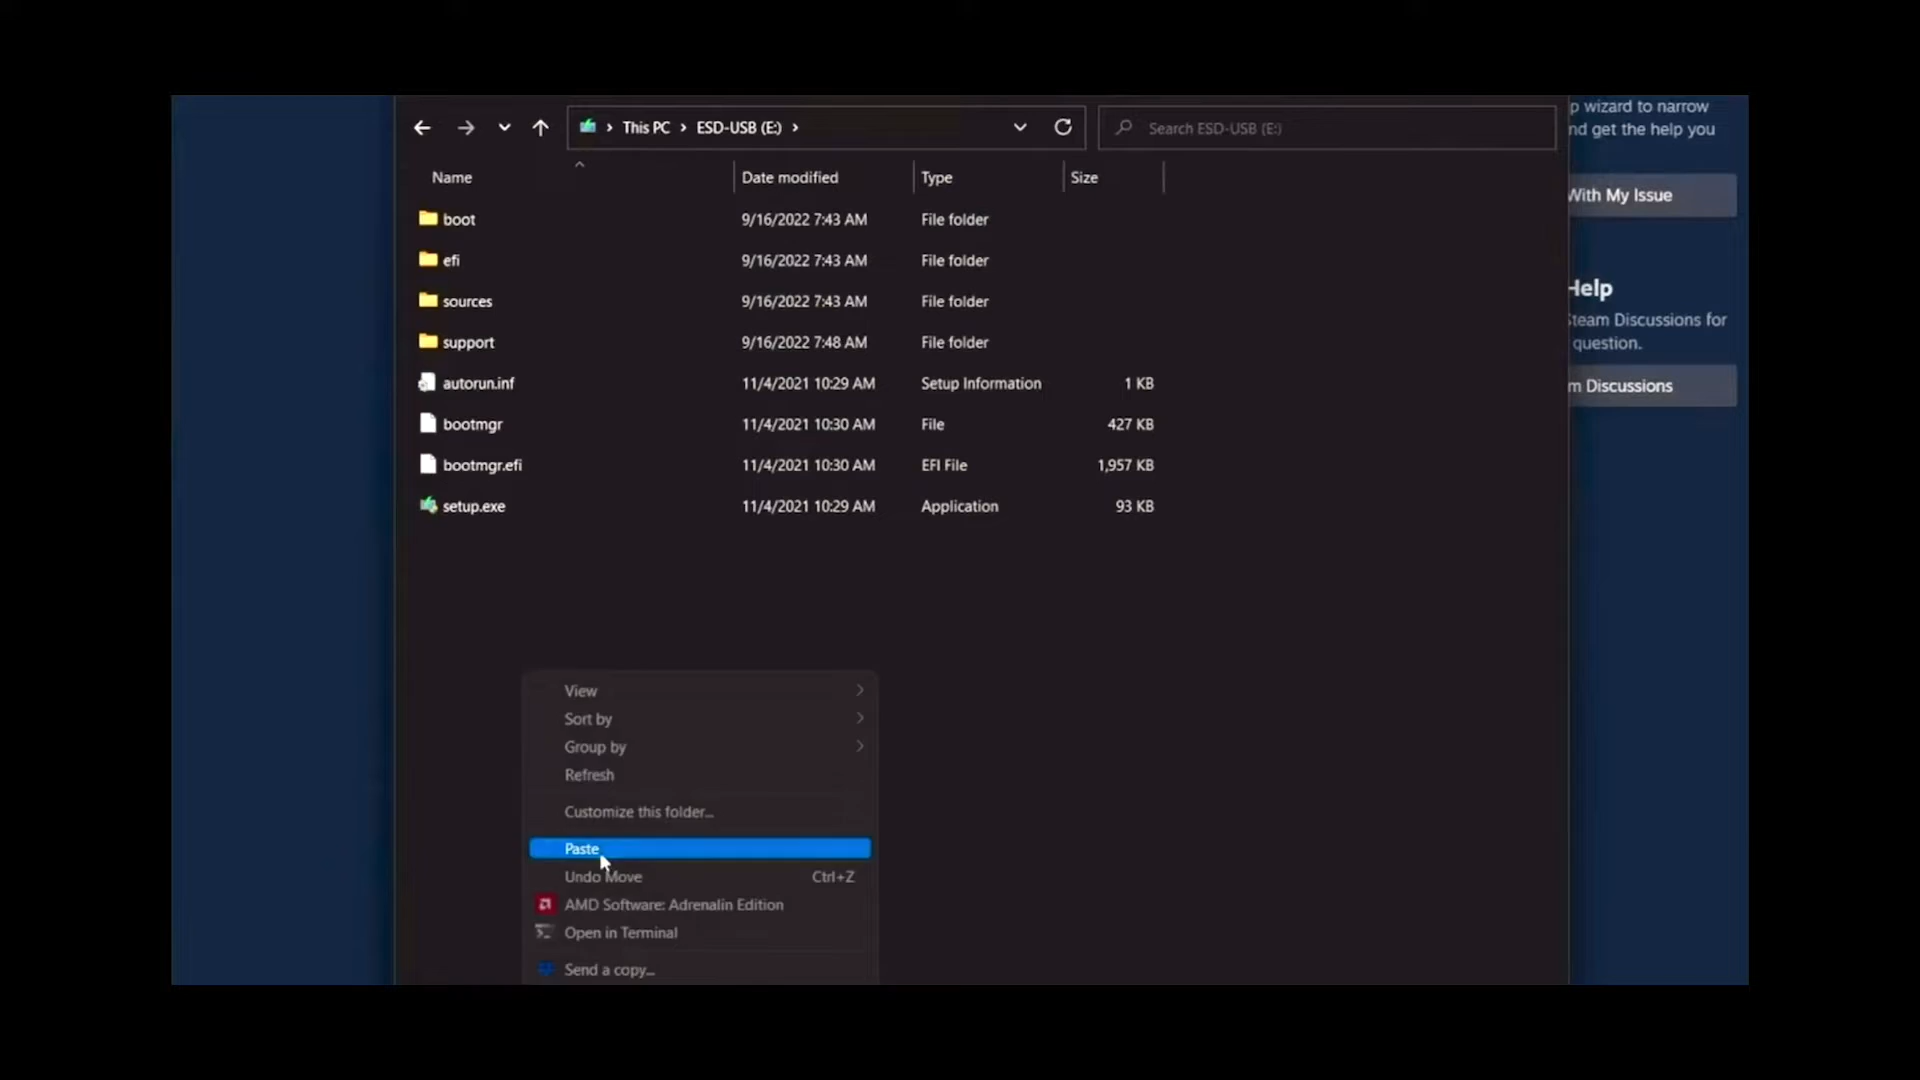 This PC > ESD-USB (E:) >
Search ESD-USB (E:)
Name Date modified Type Size
boot 9/16/2022 7:43 AM File folder
efi 9/16/2022 7:43 AM File folder
sources 9/16/2022 7:43 AM File folder
support 9/16/2022 7:48 AM File folder
autorun.inf 11/4/2021 10:29 AM Setup Information 1 KB
bootmgr 11/4/2021 10:30 AM File 427 KB
bootmgr.efi 11/4/2021 10:30 AM EFI File 1,957 KB
setup.exe 11/4/2021 10:29 AM Application 93 KB
View
Sort by
Group by
Refresh
Customize this folder...
Paste
Undo Move Ctrl+Z
AMD Software: Adrenalin Edition
Open in Terminal
Send a copy...
p wizard to narrow
nd get the help you
With My Issue
Help
Steam Discussions for
question.
m Discussions